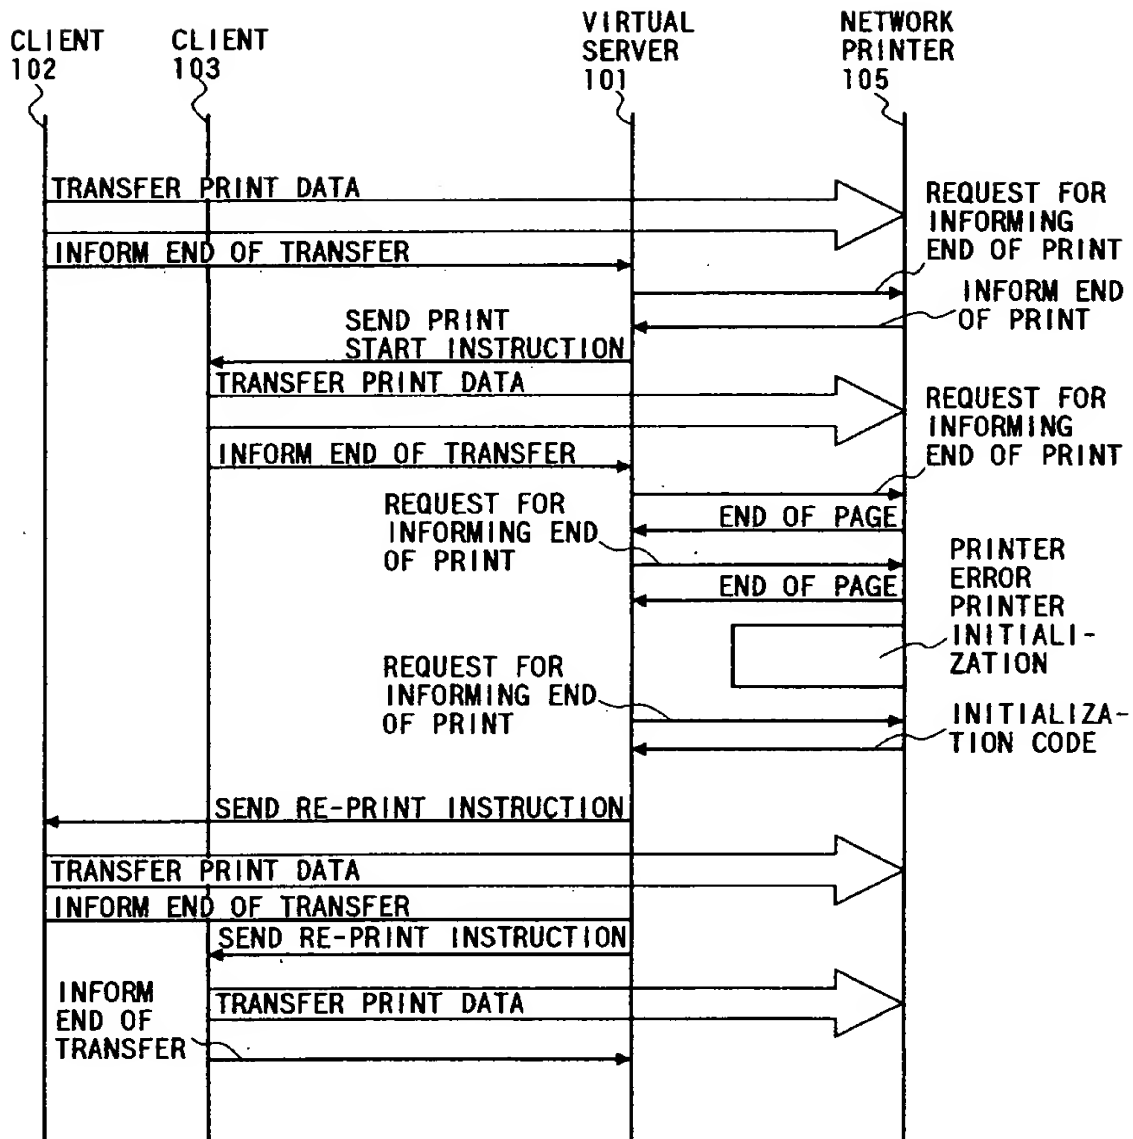 CLIENT
102
CLIENT
103
VIRTUAL
SERVER
101
NETWORK
PRINTER
105
TRANSFER PRINT DATA
REQUEST FOR
INFORMING
END OF PRINT
INFORM END OF TRANSFER
INFORM END
OF PRINT
SEND PRINT
START INSTRUCTION
TRANSFER PRINT DATA
REQUEST FOR
INFORMING
END OF PRINT
INFORM END OF TRANSFER
REQUEST FOR
INFORMING END
OF PRINT
END OF PAGE
END OF PAGE
PRINTER
ERROR
PRINTER
INITIALI-
ZATION
REQUEST FOR
INFORMING END
OF PRINT
INITIALIZA-
TION CODE
SEND RE-PRINT INSTRUCTION
TRANSFER PRINT DATA
INFORM END OF TRANSFER
SEND RE-PRINT INSTRUCTION
INFORM
END OF
TRANSFER
TRANSFER PRINT DATA